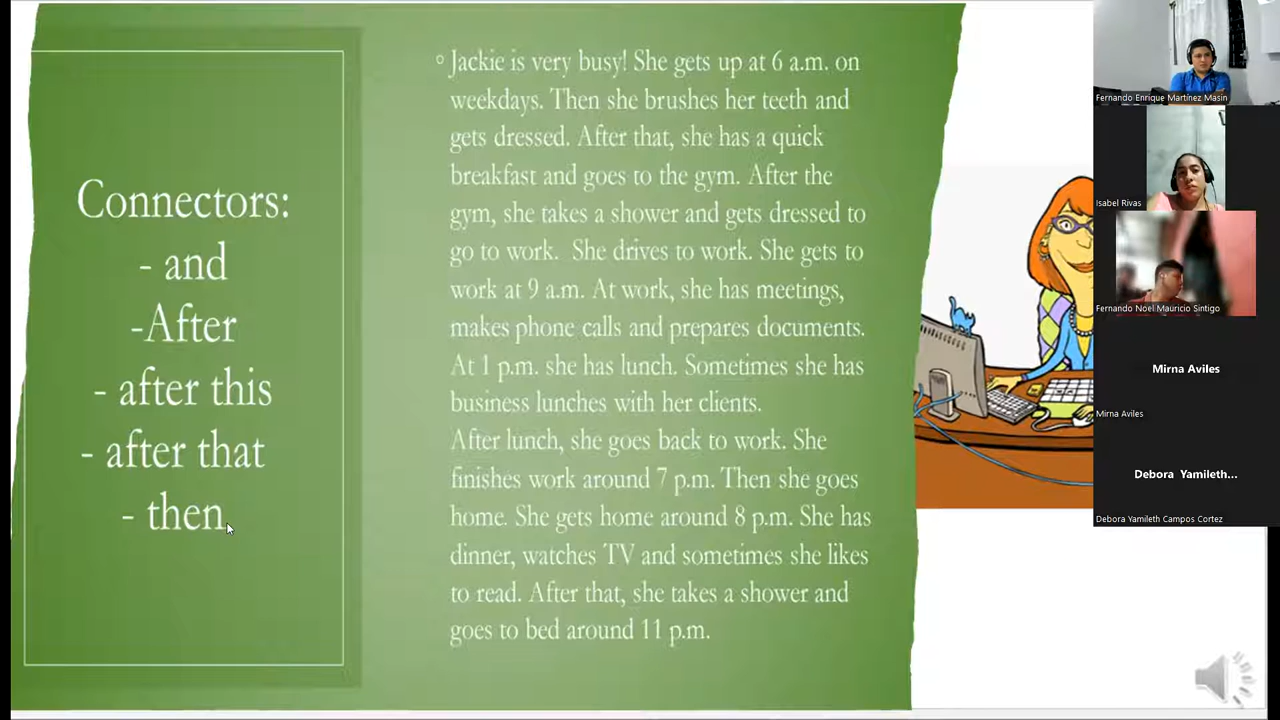 Connectors:
- and
-After
- after this
- after that
- then
Jackie is very busy! She gets up at 6 a.m. on
weekdays. Then she brushes her teeth and
gets dressed. After that, she has a quick
breakfast and goes to the gym. After the
gym, she takes a shower and gets dressed to
go to work.  She drives to work. She gets to
work at 9 a.m. At work, she has meetings,
makes phone calls and prepares documents.
At 1 p.m. she has lunch. Sometimes she has
business lunches with her clients.
After lunch, she goes back to work. She
finishes work around 7 p.m. Then she goes
home. She gets home around 8 p.m. She has
dinner, watches TV and sometimes she likes
to read. After that, she takes a shower and
goes to bed around 11 p.m.
Fernando Enrique Martínez Masin
Isabel Rivas
Fernando Noel Mauricio Sintigo
Mirna Aviles
Mirna Aviles
Debora Yamileth...
Debora Yamileth Campos Cortez